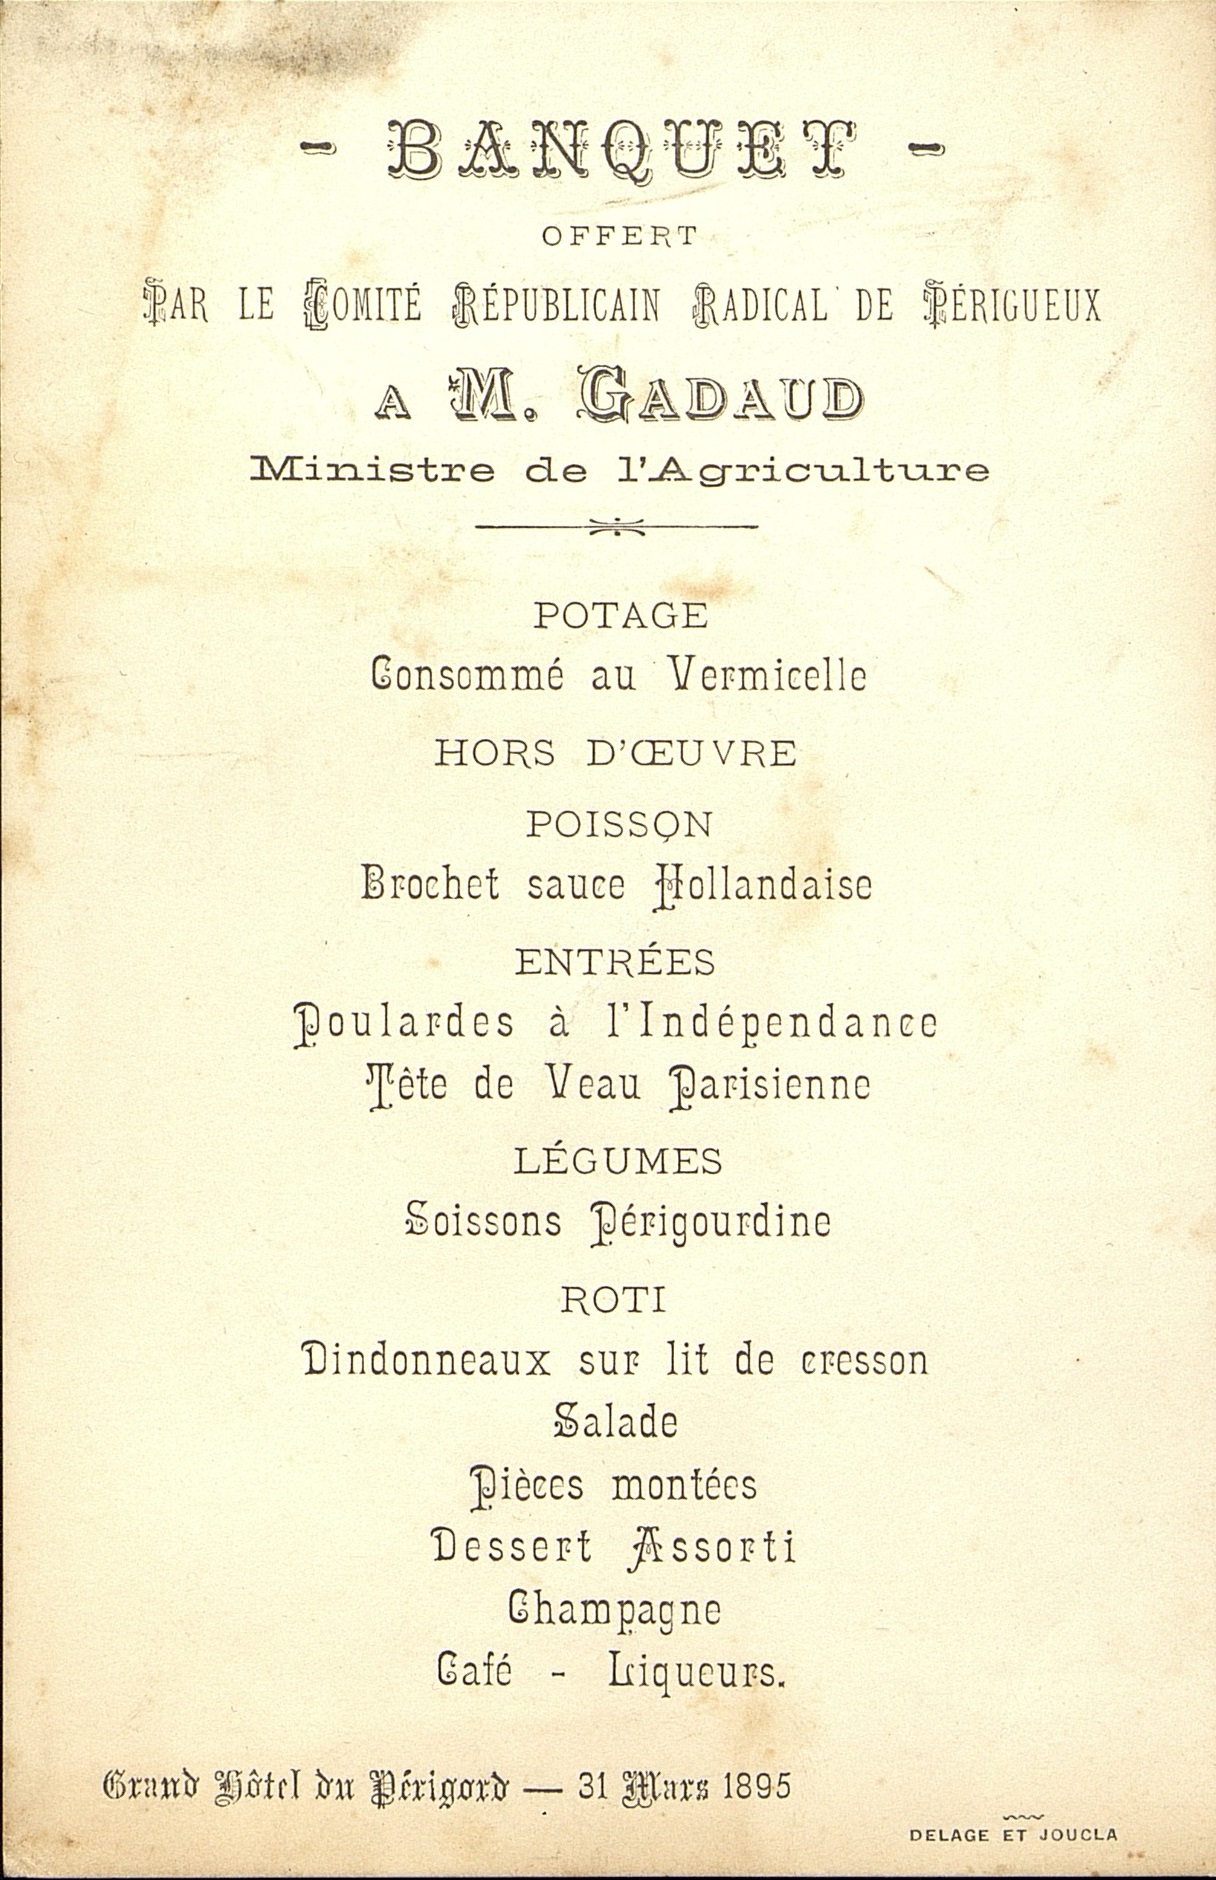 - BANQUET -
OFFERT
PAR LE COMITÉ RÉPUBLICAIN RADICAL DE PÉRIGUEUX
A M. GADAUD
Ministre de l'Agriculture
POTAGE
Consommé au Vermicelle
HORS D'ŒUVRE
POISSON
Brochet sauce Hollandaise
ENTRÉES
Poulardes à l'Indépendance
Tête de Veau Parisienne
LÉGUMES
Soissons Périgourdine
ROTI
Dindonneaux sur lit de cresson
Salade
Pièces montées
Dessert Assorti
Champagne
Café - Liqueurs.
Grand Hôtel du Périgord — 31 Mars 1895
DELAGE ET JOUCLA